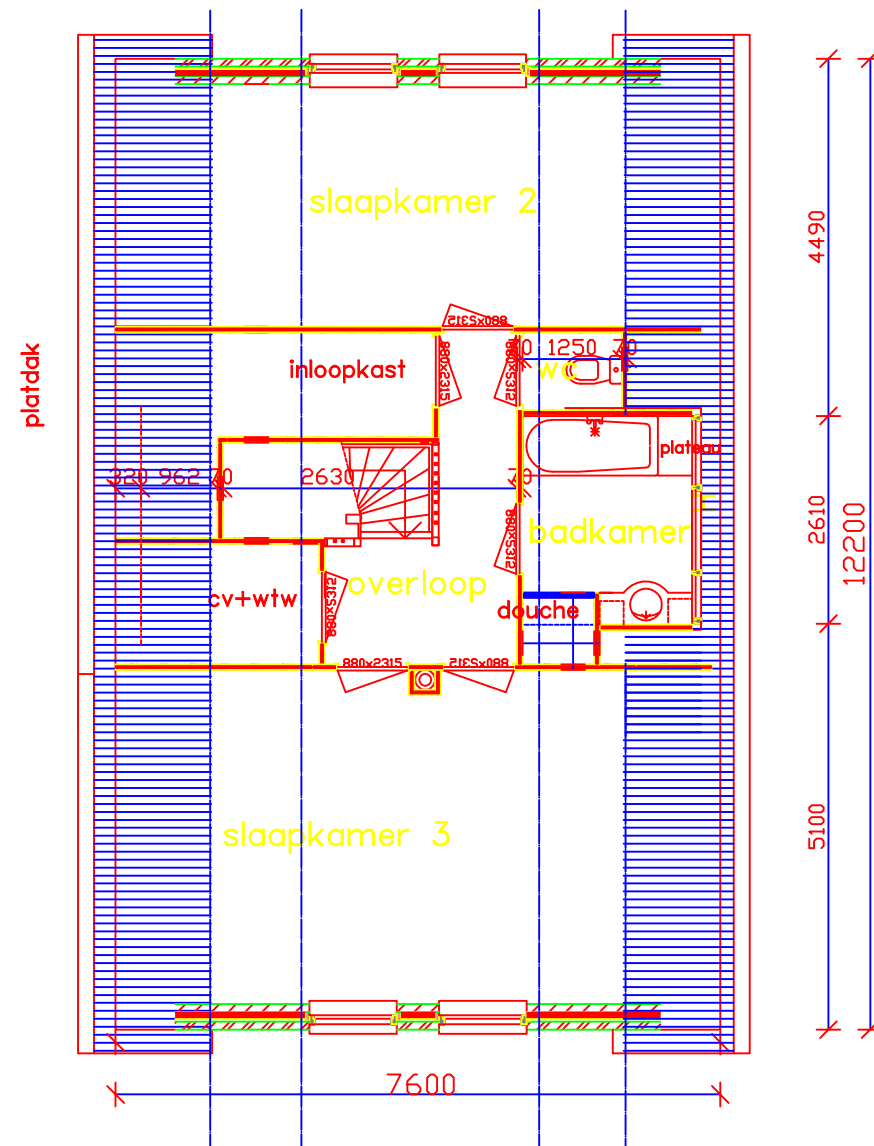 slaapkamer 2
4490
880x2315
platdak
inloopkast
880x2315
880x2315
70 1250 70
wc
plateau
320 962 70
2630
70
880x2315
badkamer
2610
12200
overloop
cv+wtw
880x2315
douche
880x2315
880x2315
slaapkamer 3
5100
7600